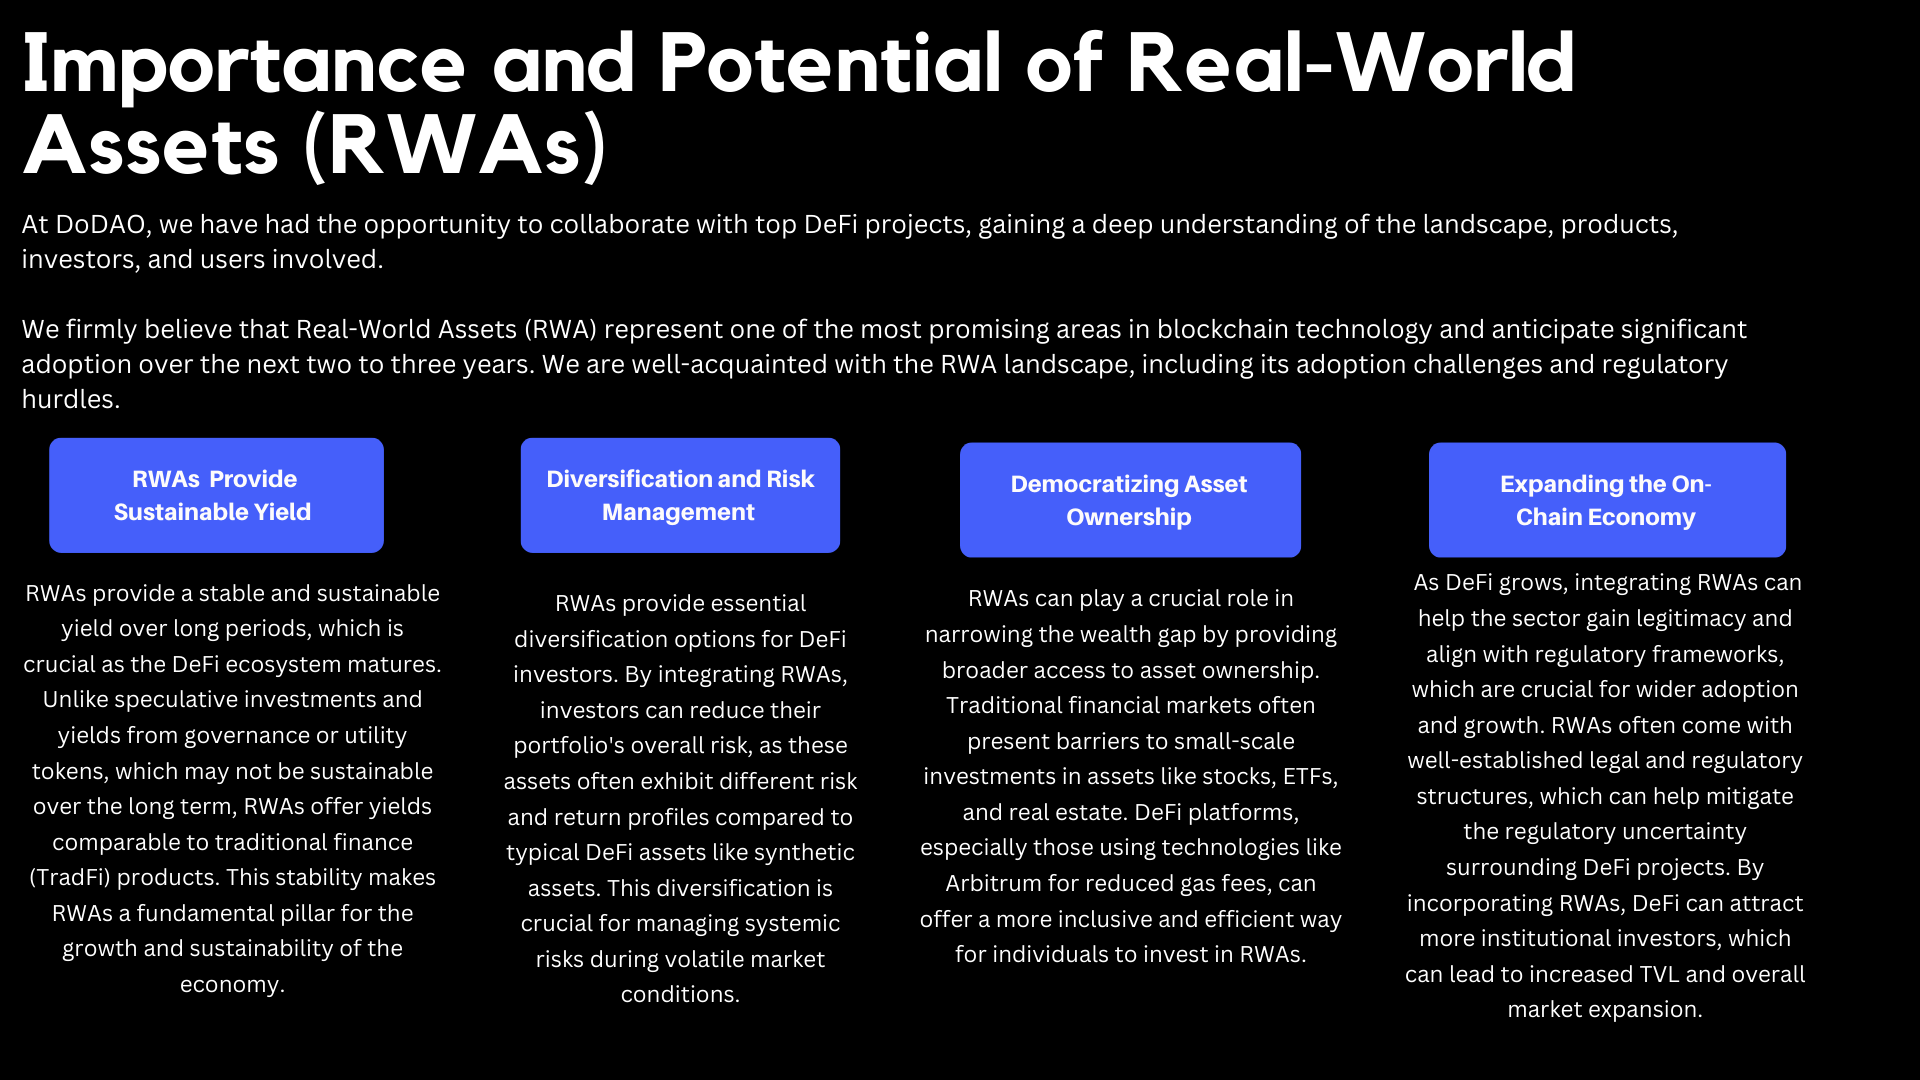 Importance and Potential of Real-World
Assets (RWAs)
At DoDAO, we have had the opportunity to collaborate with top DeFi projects, gaining a deep understanding of the landscape, products,
investors, and users involved.
We firmly believe that Real-World Assets (RWA) represent one of the most promising areas in blockchain technology and anticipate significant
adoption over the next two to three years. We are well-acquainted with the RWA landscape, including its adoption challenges and regulatory
hurdles.
RWAs Provide
Sustainable Yield
RWAs provide a stable and sustainable
yield over long periods, which is
crucial as the DeFi ecosystem matures.
Unlike speculative investments and
yields from governance or utility
tokens, which may not be sustainable
over the long term, RWAs offer yields
comparable to traditional finance
(TradFi) products. This stability makes
RWAs a fundamental pillar for the
growth and sustainability of the
economy.
Diversification and Risk
Management
RWAs provide essential
diversification options for DeFi
investors. By integrating RWAs,
investors can reduce their
portfolio's overall risk, as these
assets often exhibit different risk
and return profiles compared to
typical DeFi assets like synthetic
assets. This diversification is
crucial for managing systemic
risks during volatile market
conditions.
Democratizing Asset
Ownership
RWAs can play a crucial role in
narrowing the wealth gap by providing
broader access to asset ownership.
Traditional financial markets often
present barriers to small-scale
investments in assets like stocks, ETFs,
and real estate. DeFi platforms,
especially those using technologies like
Arbitrum for reduced gas fees, can
offer a more inclusive and efficient way
for individuals to invest in RWAs.
Expanding the On-
Chain Economy
As DeFi grows, integrating RWAs can
help the sector gain legitimacy and
align with regulatory frameworks,
which are crucial for wider adoption
and growth. RWAs often come with
well-established legal and regulatory
structures, which can help mitigate
the regulatory uncertainty
surrounding DeFi projects. By
incorporating RWAs, DeFi can attract
more institutional investors, which
can lead to increased TVL and overall
market expansion.